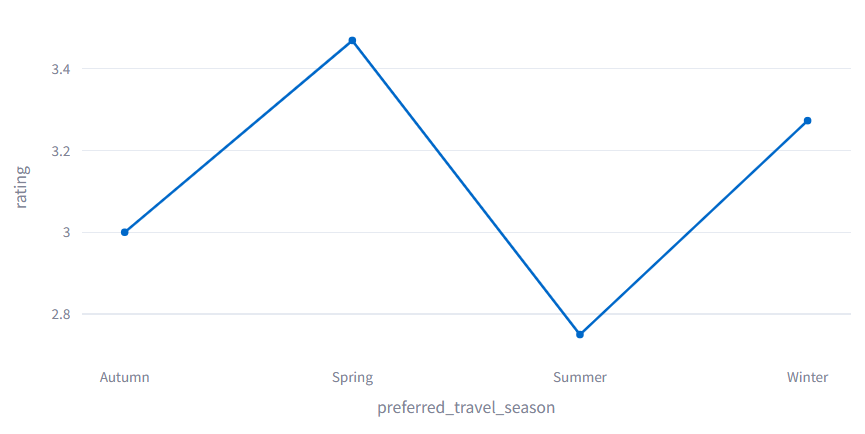 3.4
3.2
3
2.8
rating
Autumn Spring Summer Winter
preferred_travel_season